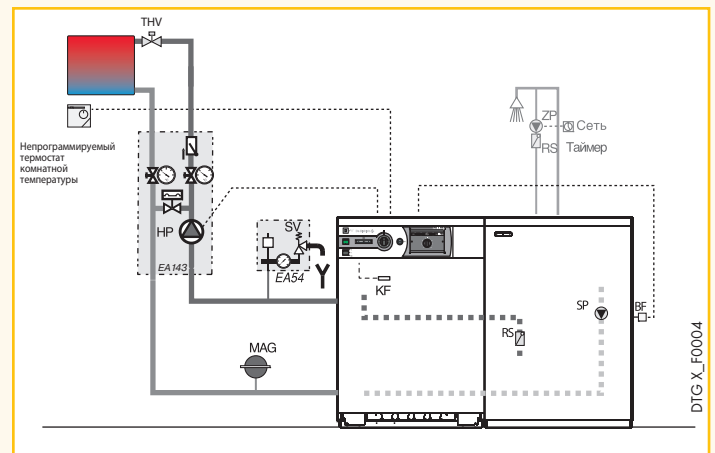 THV
ZP
Сеть
RS Таймер
Непрограммируемый
термостат
комнатной
температуры
HP
SV
EA143
EA54
KF
SP
BF
RS
MAG
DTG X_F0004